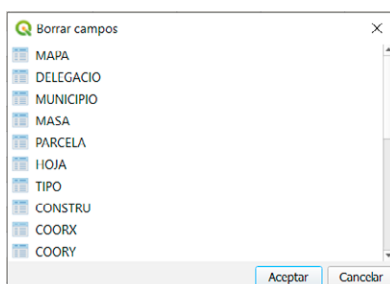 Borrar campos
MAPA
DELEGACIO
MUNICIPIO
MASA
PARCELA
HOJA
TIPO
CONSTRU
COORX
COORY
Aceptar Cancelar